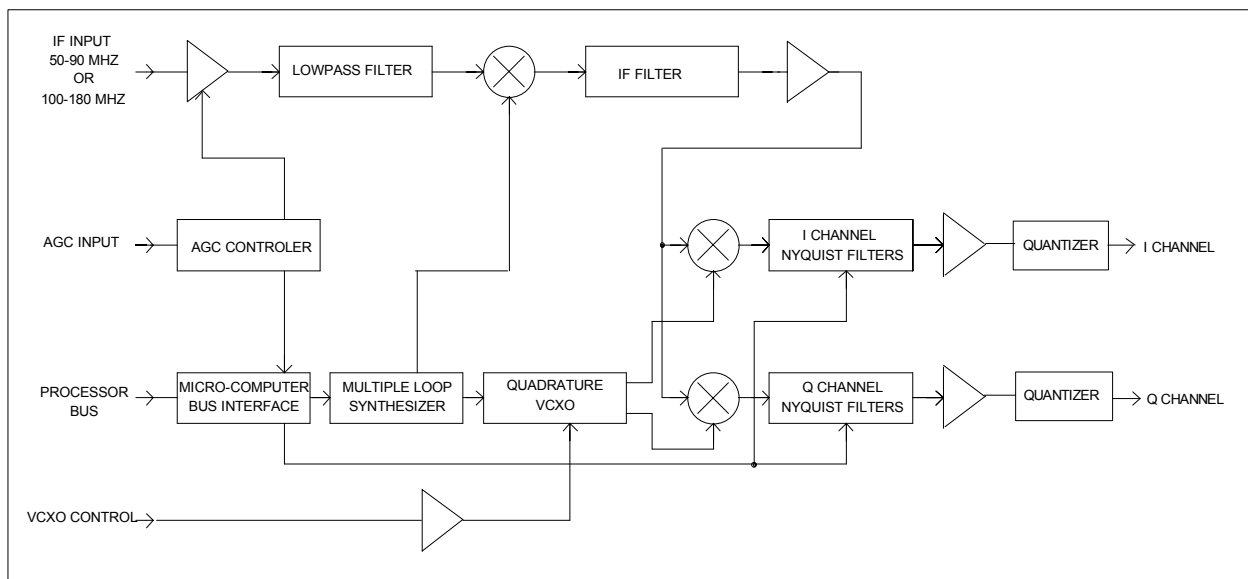 IF INPUT
50-90 MHZ
OR
100-180 MHZ
LOWPASS FILTER
IF FILTER
AGC INPUT
AGC CONTROLER
I CHANNEL
NYQUIST FILTERS
QUANTIZER
I CHANNEL
PROCESSOR
BUS
MICRO-COMPUTER
BUS INTERFACE
MULTIPLE LOOP
SYNTHESIZER
QUADRATURE
VCXO
Q CHANNEL
NYQUIST FILTERS
QUANTIZER
Q CHANNEL
VCXO CONTROL